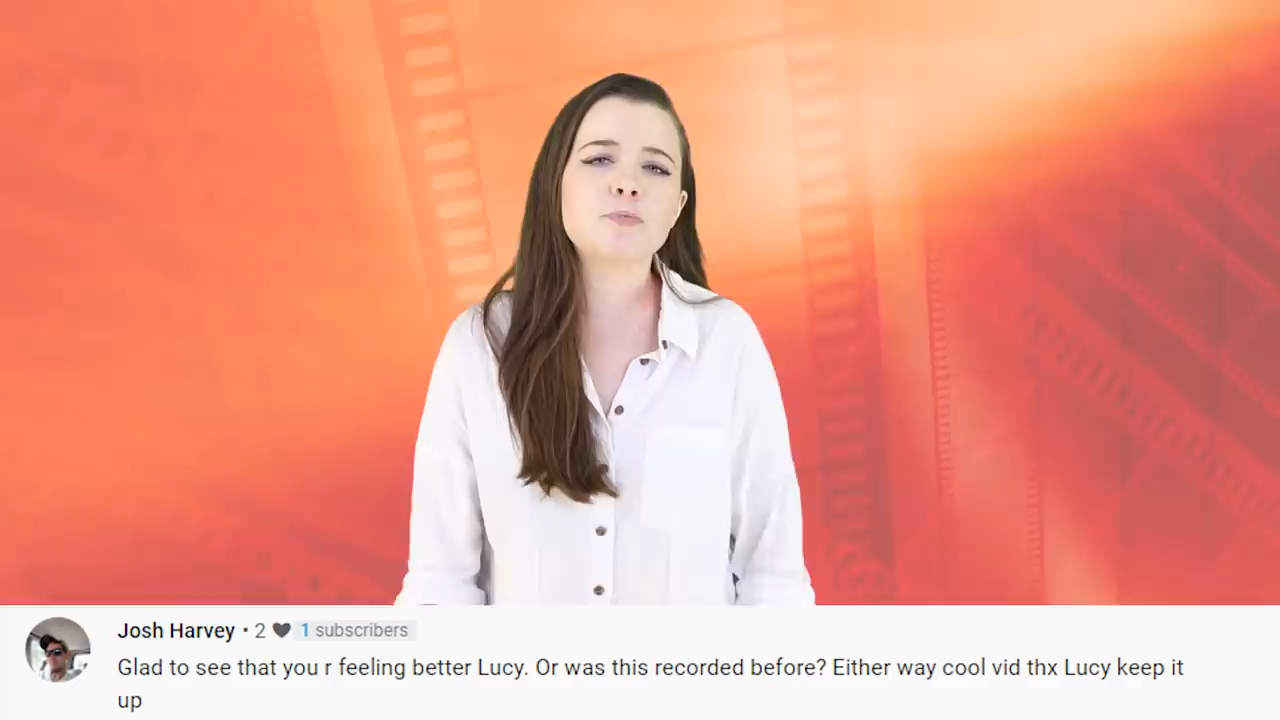 Josh Harvey • 2 🖤 1 subscribers
Glad to see that you r feeling better Lucy. Or was this recorded before? Either way cool vid thx Lucy keep it
up